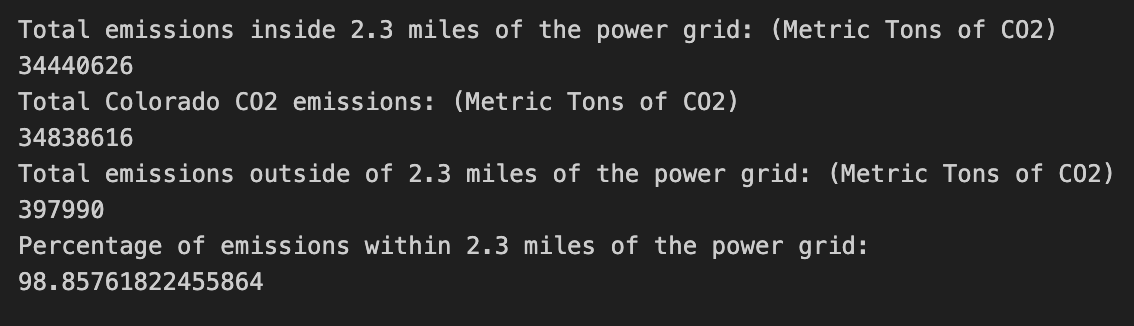 Total emissions inside 2.3 miles of the power grid: (Metric Tons of CO2)
34440626
Total Colorado CO2 emissions: (Metric Tons of CO2)
34838616
Total emissions outside of 2.3 miles of the power grid: (Metric Tons of CO2)
397990
Percentage of emissions within 2.3 miles of the power grid:
98.85761822455864